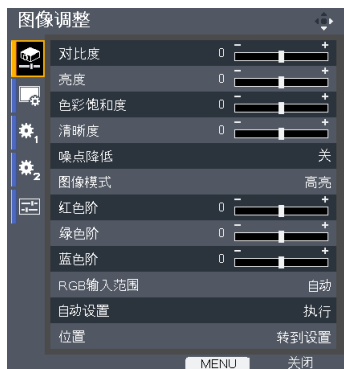 图像调整
对比度 0 - +
亮度 0 - +
色彩饱和度 0 - +
清晰度 0 - +
噪点降低 关
图像模式 高亮
红色阶 0 - +
绿色阶 0 - +
蓝色阶 0 - +
RGB输入范围 自动
自动设置 执行
位置 转到设置
1
2
MENU 关闭